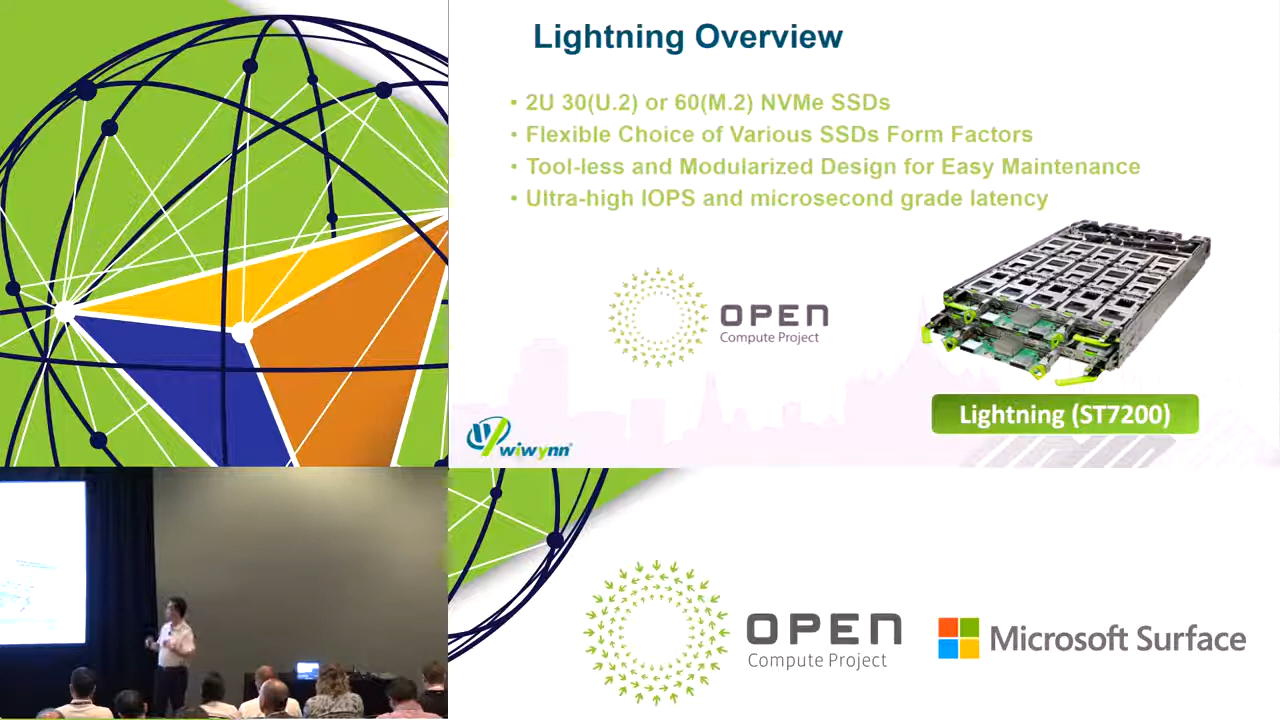 Lightning Overview
• 2U 30(U.2) or 60(M.2) NVMe SSDs
• Flexible Choice of Various SSDs Form Factors
• Tool-less and Modularized Design for Easy Maintenance
• Ultra-high IOPS and microsecond grade latency
OPEN
Compute Project
Lightning (ST7200)
wiwynn
OPEN
Compute Project
Microsoft Surface